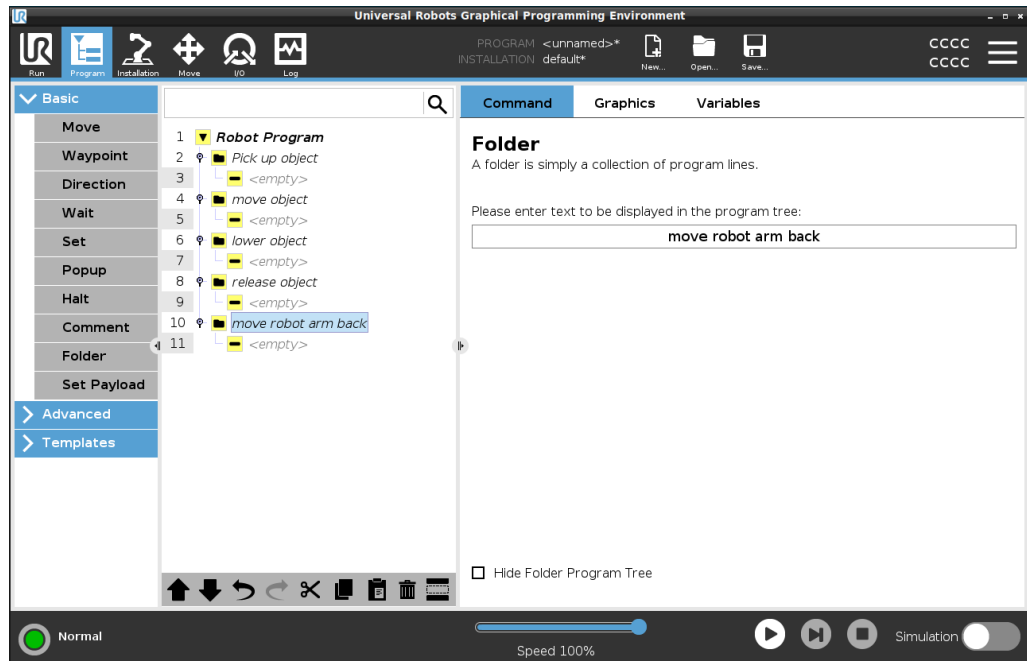 Universal Robots Graphical Programming Environment
UR
Run
Program
Installation
Move
I/O
Log
PROGRAM <unnamed>*
INSTALLATION default*
New...
Open...
Save...
CCCC
CCCC
Basic
Move
Waypoint
Direction
Wait
Set
Popup
Halt
Comment
Folder
Set Payload
Advanced
Templates
1 Robot Program
2 Pick up object
3 <empty>
4 move object
5 <empty>
6 lower object
7 <empty>
8 release object
9 <empty>
10 move robot arm back
11 <empty>
Command Graphics Variables
Folder
A folder is simply a collection of program lines.
Please enter text to be displayed in the program tree:
move robot arm back
Hide Folder Program Tree
Normal
Speed 100%
Simulation